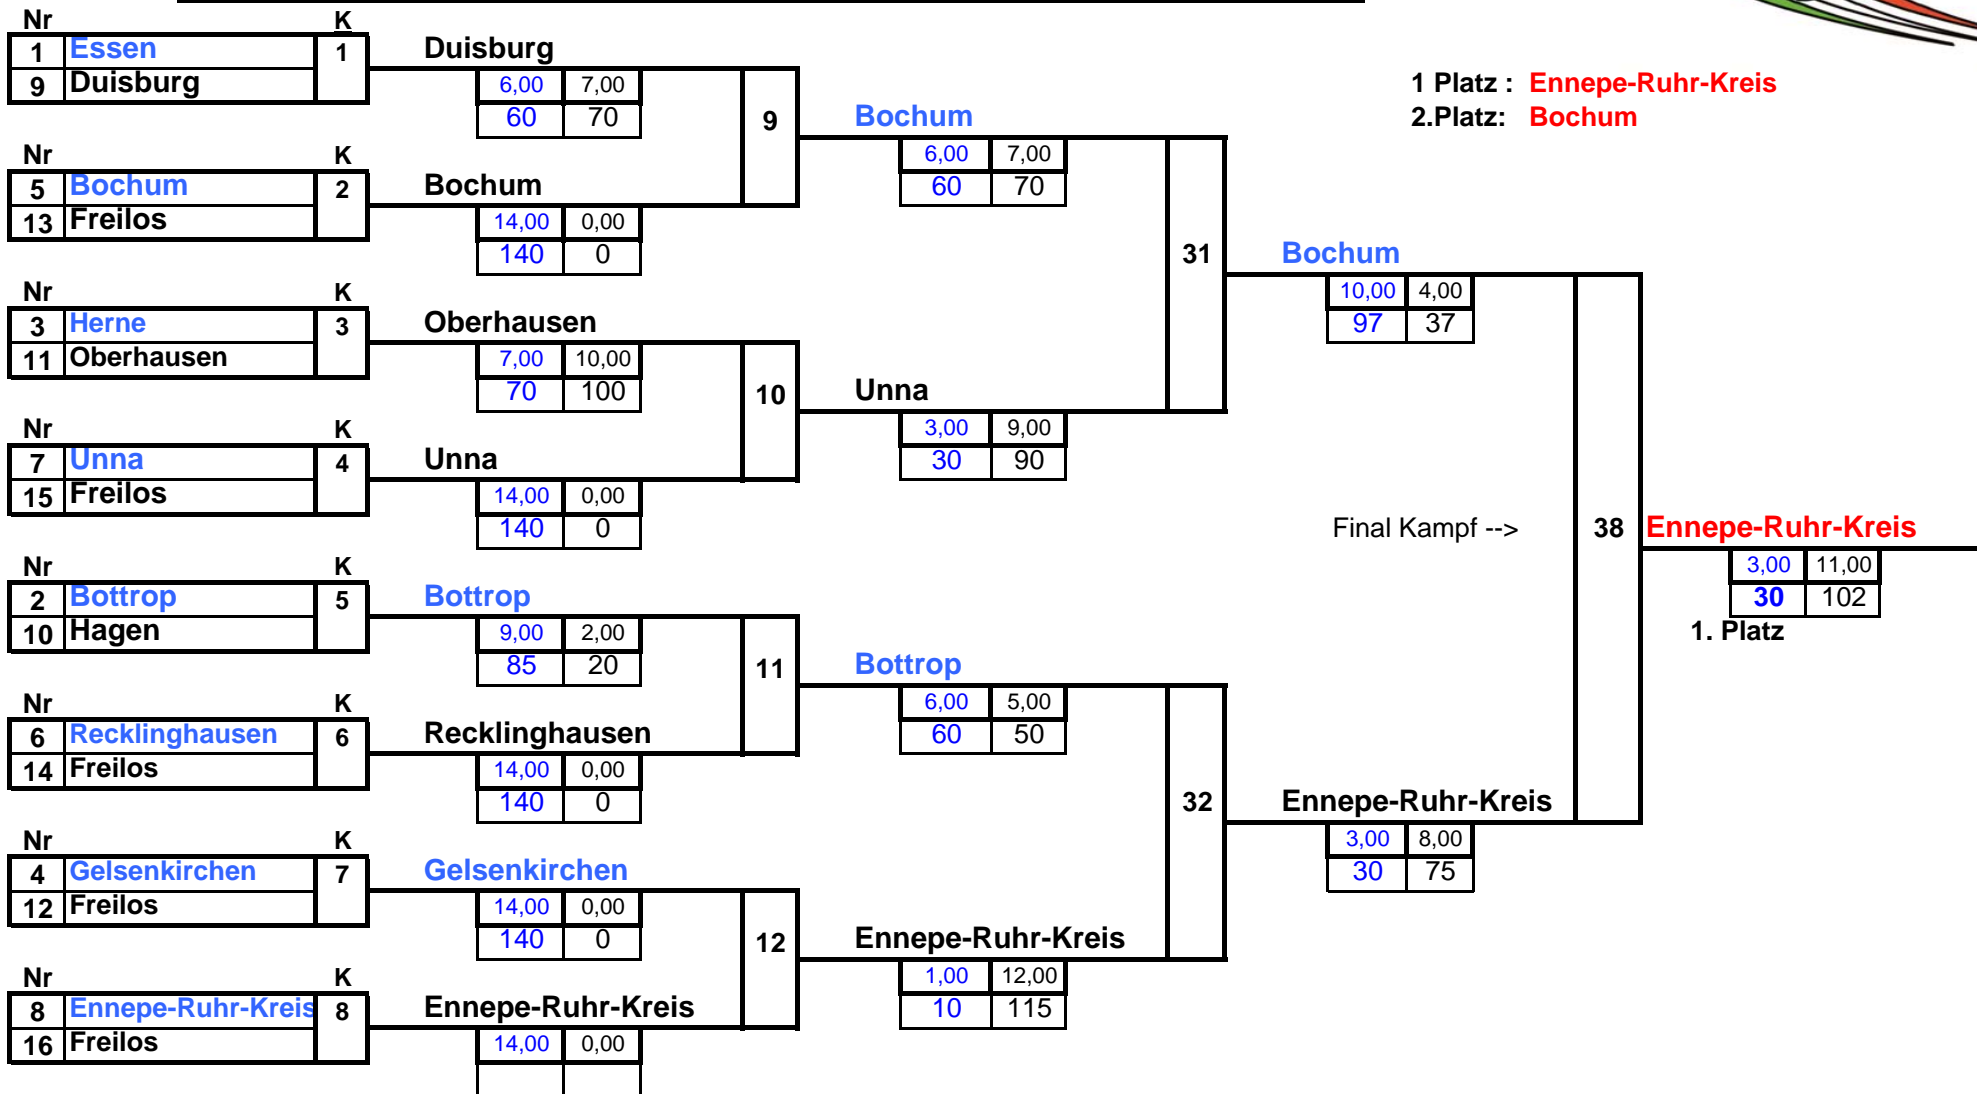 Nr K
1 Essen 1 Duisburg
9 Duisburg 6,00 7,00 1 Platz : Ennepe-Ruhr-Kreis
60 70 9 Bochum 2.Platz: Bochum
Nr K 6,00 7,00
5 Bochum 2 Bochum 60 70
13 Freilos 14,00 0,00
140 0 31 Bochum
Nr K 10,00 4,00
3 Herne 3 Oberhausen 97 37
11 Oberhausen 7,00 10,00
70 100 10 Unna
Nr K 3,00 9,00
7 Unna 4 Unna 30 90
15 Freilos 14,00 0,00
140 0 Final Kampf --> 38 Ennepe-Ruhr-Kreis
Nr K 3,00 11,00
2 Bottrop 5 Bottrop 30 102
10 Hagen 9,00 2,00 1. Platz
85 20 11 Bottrop
Nr K 6,00 5,00
6 Recklinghausen 6 Recklinghausen 60 50
14 Freilos 14,00 0,00
140 0 32 Ennepe-Ruhr-Kreis
Nr K 3,00 8,00
4 Gelsenkirchen 7 Gelsenkirchen 30 75
12 Freilos 14,00 0,00
140 0 12 Ennepe-Ruhr-Kreis
Nr K 1,00 12,00
8 Ennepe-Ruhr-Kreis 8 Ennepe-Ruhr-Kreis 10 115
16 Freilos 14,00 0,00